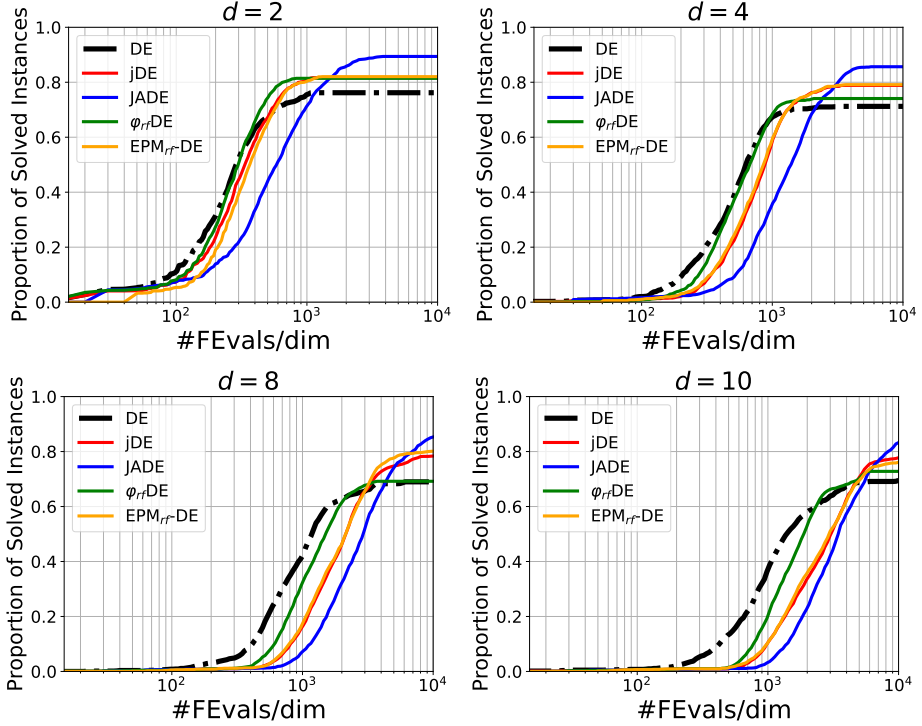 d = 2
Proportion of Solved Instances
1.0
0.8
0.6
0.4
0.2
0.0
DE
jDE
JADE
φrfDE
EPMrf-DE
10²
10³
10⁴
#FEvals/dim
d = 4
Proportion of Solved Instances
1.0
0.8
0.6
0.4
0.2
0.0
DE
jDE
JADE
φrfDE
EPMrf-DE
10²
10³
10⁴
#FEvals/dim
d = 8
Proportion of Solved Instances
1.0
0.8
0.6
0.4
0.2
0.0
DE
jDE
JADE
φrfDE
EPMrf-DE
10²
10³
10⁴
#FEvals/dim
d = 10
Proportion of Solved Instances
1.0
0.8
0.6
0.4
0.2
0.0
DE
jDE
JADE
φrfDE
EPMrf-DE
10²
10³
10⁴
#FEvals/dim